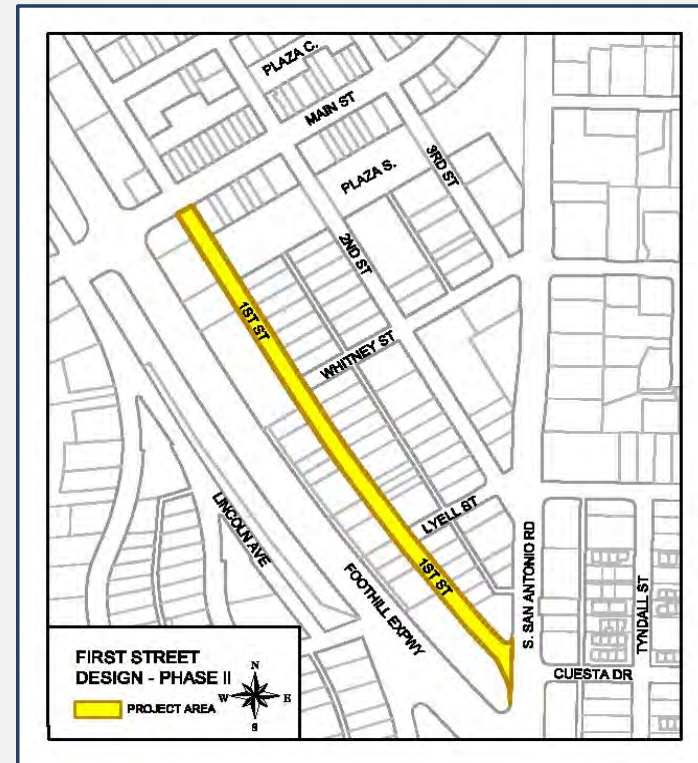 PLAZA C.
MAIN ST
3RD ST
PLAZA S.
2ND ST
1ST ST
WHITNEY ST
LINCOLN AVE
LYELL ST
1ST ST
FOOTHILL EXPWY
S. SAN ANTONIO RD
TYNDALL ST
CUESTA DR
FIRST STREET
DESIGN - PHASE II
PROJECT AREA
N
W E
S